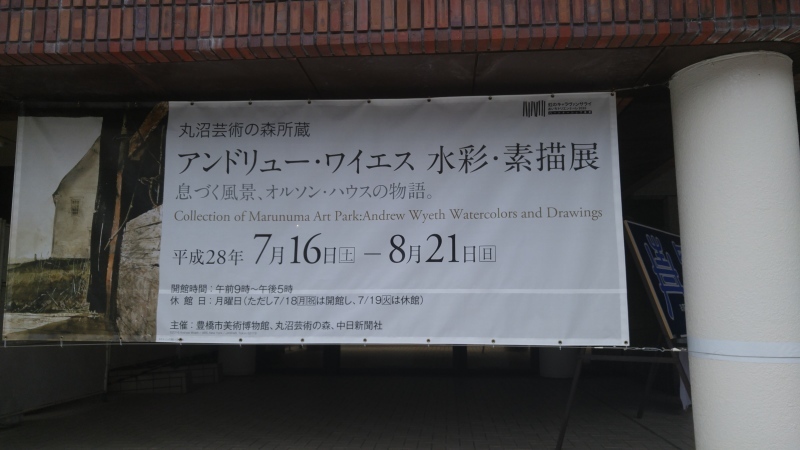 丸沼芸術の森所蔵
アンドリュー・ワイエス 水彩・素描展
息づく風景、オルソン・ハウスの物語。
Collection of Marunuma Art Park:Andrew Wyeth Watercolors and Drawings
平成28年 7月16日土 − 8月21日日
開館時間：午前9時〜午後5時
休館日：月曜日（ただし7/18月祝は開館し、7/19火は休館）
主催：豊橋市美術博物館、丸沼芸術の森、中日新聞社